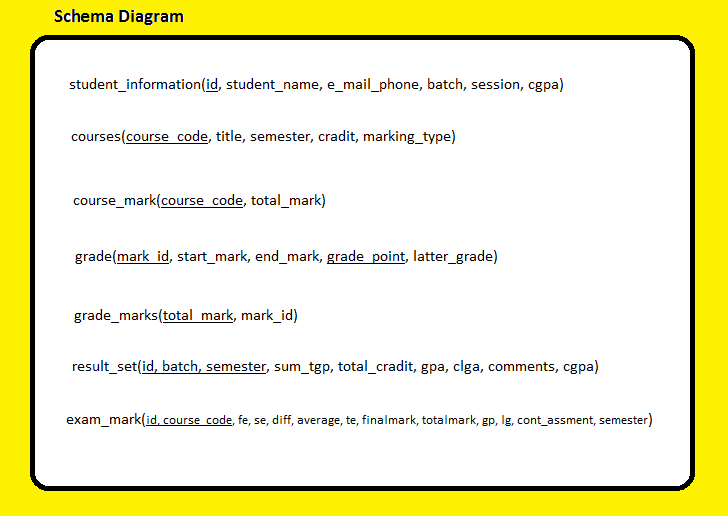 Schema Diagram
student_information(id, student_name, e_mail_phone, batch, session, cgpa)
courses(course_code, title, semester, cradit, marking_type)
course_mark(course_code, total_mark)
grade(mark_id, start_mark, end_mark, grade_point, latter_grade)
grade_marks(total_mark, mark_id)
result_set(id, batch, semester, sum_tgp, total_cradit, gpa, clga, comments, cgpa)
exam_mark(id, course_code, fe, se, diff, average, te, finalmark, totalmark, gp, lg, cont_assment, semester)